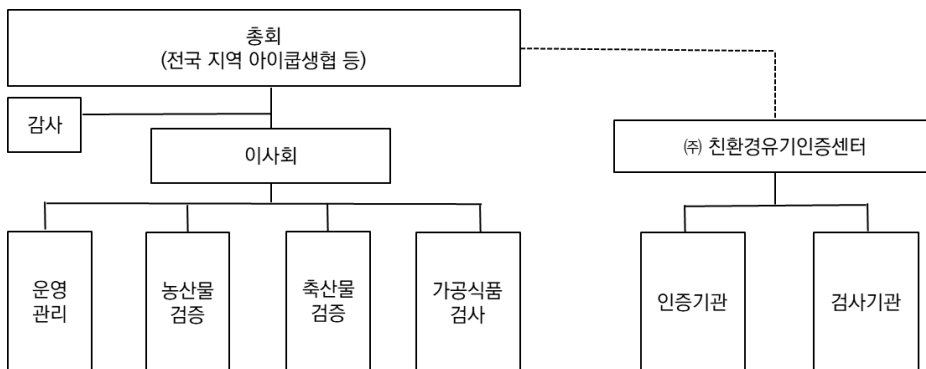 총회
(전국 지역 아이쿱생협 등)
감사
이사회
㈜ 친환경유기인증센터
운영
관리
농산물
검증
축산물
검증
가공식품
검사
인증기관
검사기관